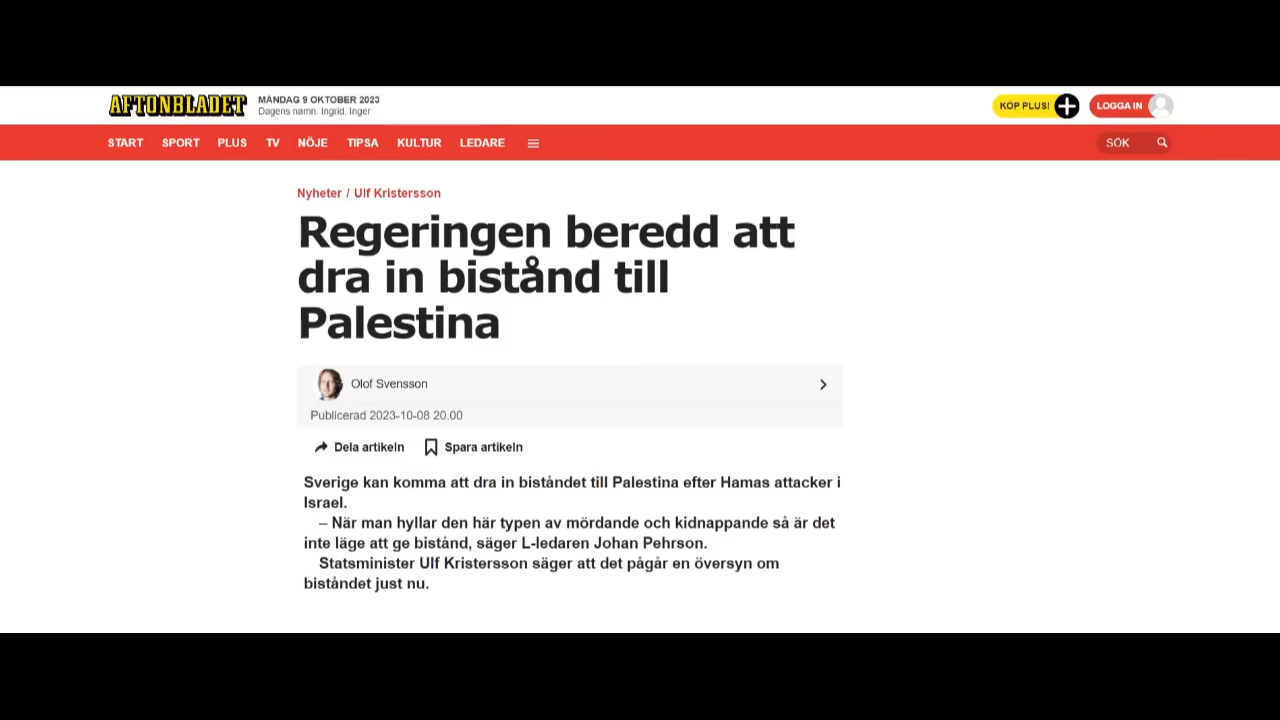 AFTONBLADET
MÅNDAG 9 OKTOBER 2023
Dagens namn: Ingrid, Inger
KÖP PLUS!
LOGGA IN
START SPORT PLUS TV NÖJE TIPSA KULTUR LEDARE
SÖK
Nyheter / Ulf Kristersson
Regeringen beredd att
dra in bistånd till
Palestina
Olof Svensson
Publicerad 2023-10-08 20.00
Dela artikeln Spara artikeln
Sverige kan komma att dra in biståndet till Palestina efter Hamas attacker i
Israel.
– När man hyllar den här typen av mördande och kidnappande så är det
inte läge att ge bistånd, säger L-ledaren Johan Pehrson.
Statsminister Ulf Kristersson säger att det pågår en översyn om
biståndet just nu.